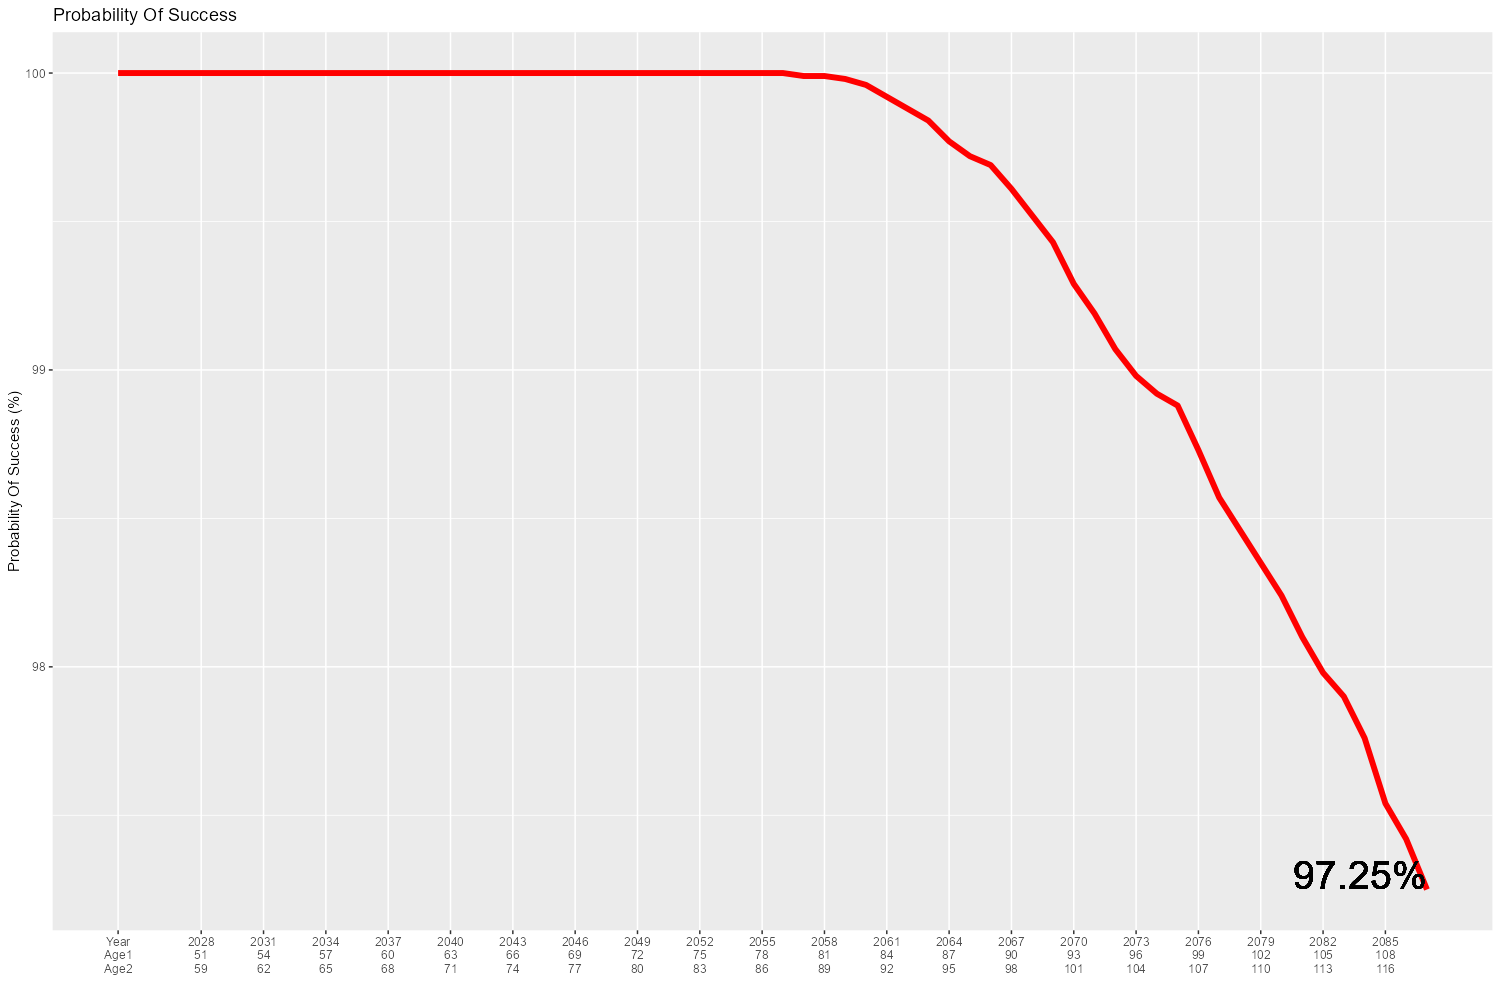 Probability Of Success
Probability Of Success (%)
100
99
98
97.25%
Year 2028 2031 2034 2037 2040 2043 2046 2049 2052 2055 2058 2061 2064 2067 2070 2073 2076 2079 2082 2085
Age1 51 54 57 60 63 66 69 72 75 78 81 84 87 90 93 96 99 102 105 108
Age2 59 62 65 68 71 74 77 80 83 86 89 92 95 98 101 104 107 110 113 116